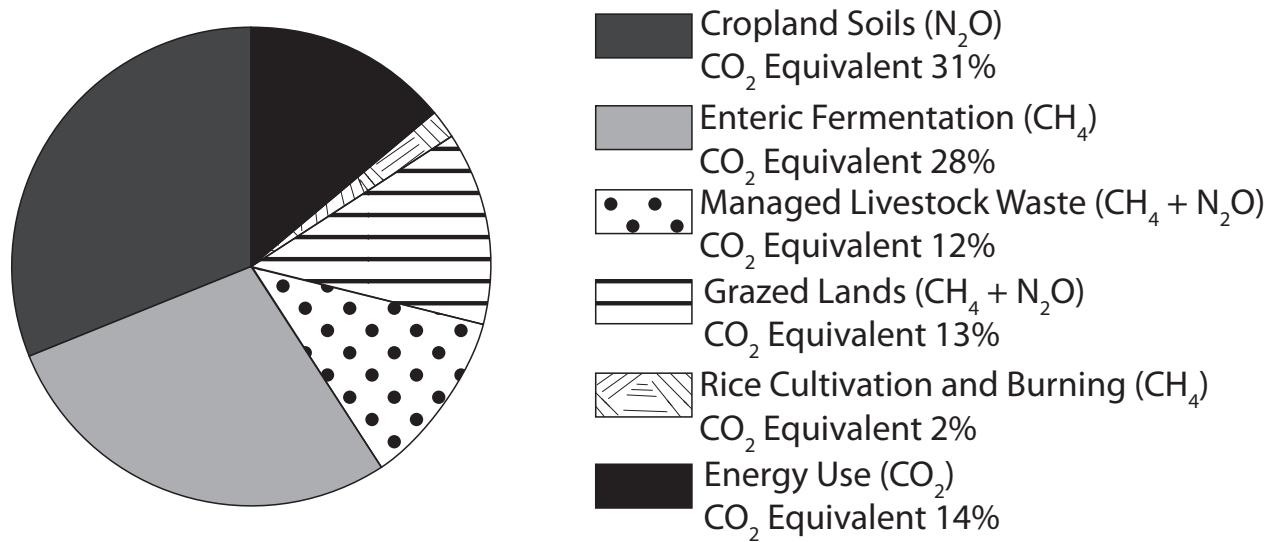 Cropland Soils (N₂O)
CO₂ Equivalent 31%
Enteric Fermentation (CH₄)
CO₂ Equivalent 28%
Managed Livestock Waste (CH₄ + N₂O)
CO₂ Equivalent 12%
Grazed Lands (CH₄ + N₂O)
CO₂ Equivalent 13%
Rice Cultivation and Burning (CH₄)
CO₂ Equivalent 2%
Energy Use (CO₂)
CO₂ Equivalent 14%